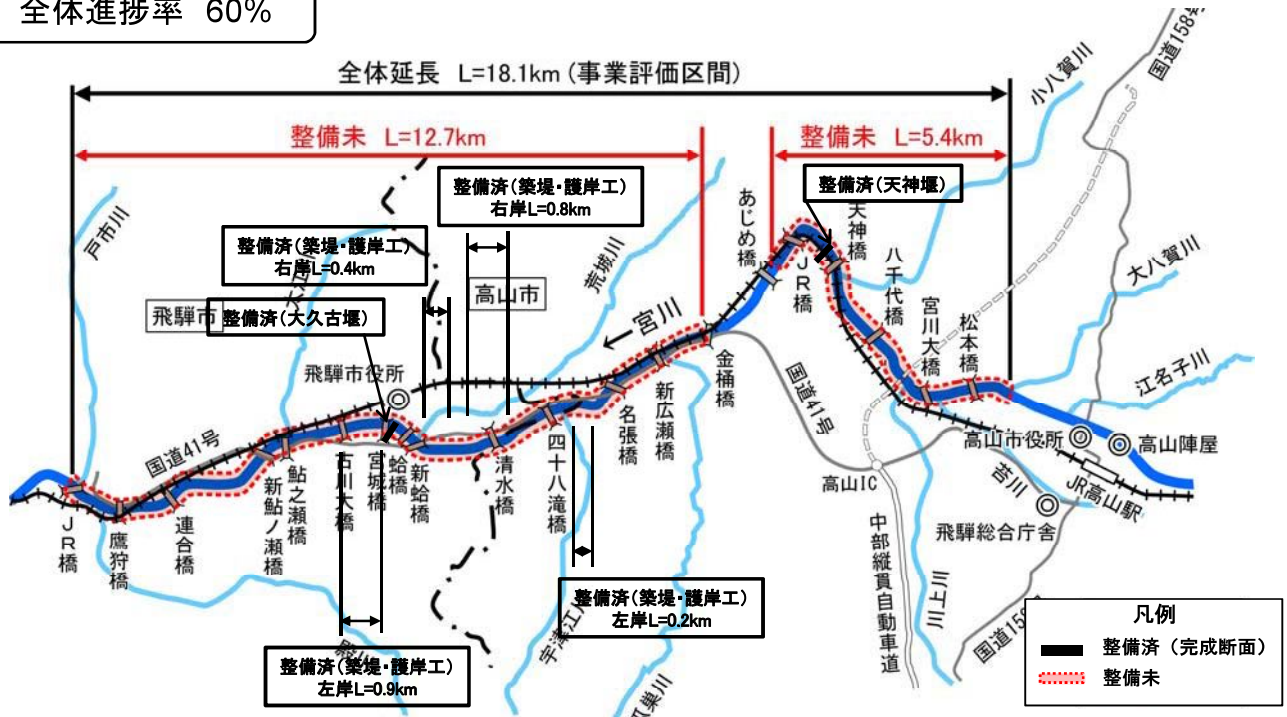 全体進捗率 60%
全体延長 L=18.1km（事業評価区間）
整備未 L=12.7km
整備未 L=5.4km
国道158号
小八賀川
整備済（築堤・護岸工）
右岸L=0.8km
整備済（天神堰）
戸市川
あじめ橋
天神橋
整備済（築堤・護岸工）
右岸L=0.4km
荒城川
JR橋
八千代橋
大八賀川
飛騨市
整備済（大久古堰）
高山市
←宮川
宮川大橋
松本橋
江名子川
飛騨市役所
金桶橋
国道41号
新広瀬橋
名張橋
高山市役所
高山陣屋
国道41号
鮎之瀬橋
新鮎ノ瀬橋
古川大橋
宮城橋
蛤橋
新蛤橋
清水橋
四十八滝橋
高山IC
苔川
JR高山駅
JR橋
鷹狩橋
連合橋
飛騨総合庁舎
中部縦貫自動車道
川上川
整備済（築堤・護岸工）
左岸L=0.2km
宇津江川
整備済（築堤・護岸工）
左岸L=0.9km
瓜巣川
国道158
凡例
整備済（完成断面）
整備未